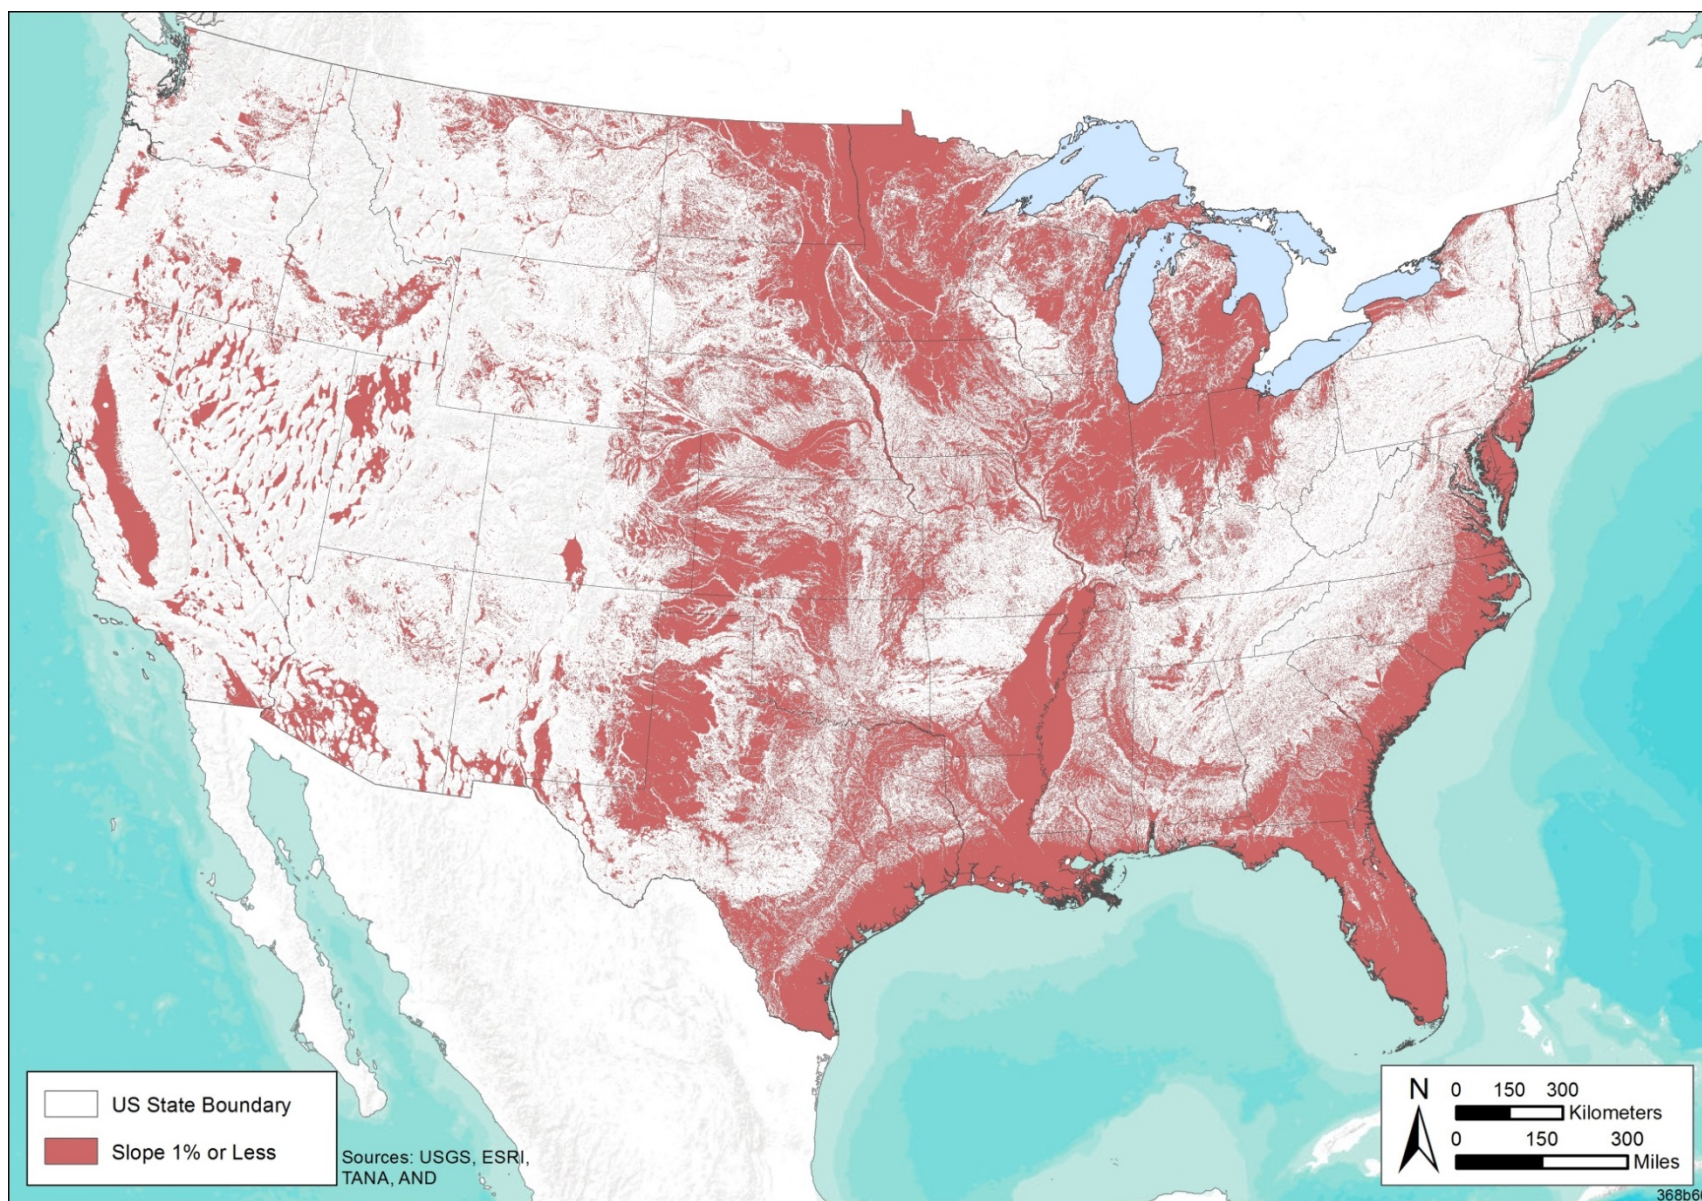 US State Boundary
Slope 1% or Less
Sources: USGS, ESRI,
TANA, AND
N
0 150 300
Kilometers
0 150 300
Miles